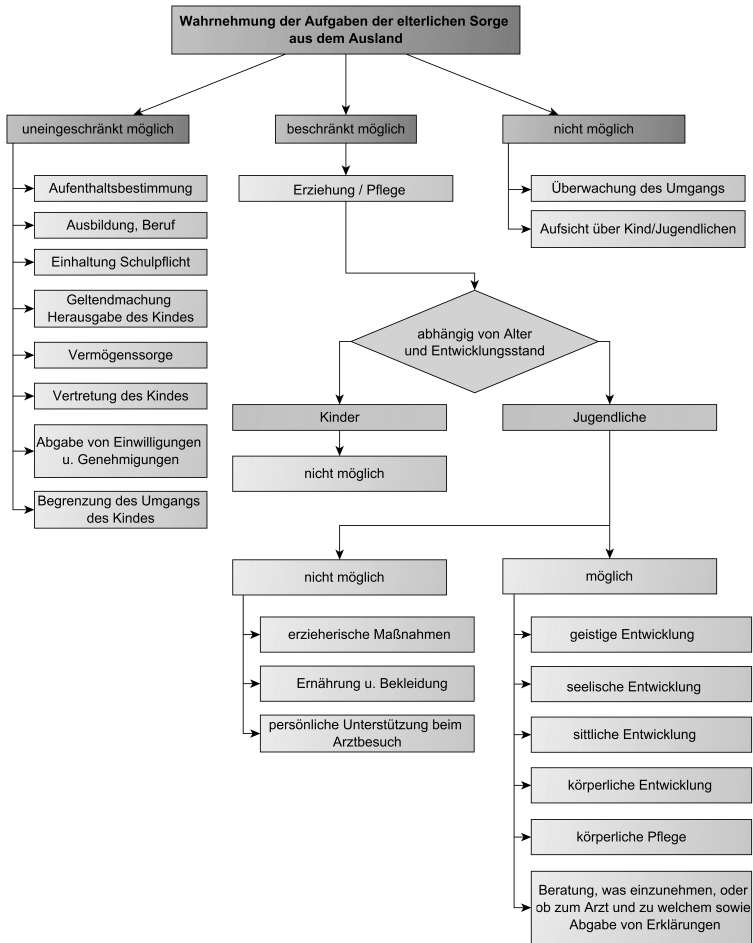 Wahrnehmung der Aufgaben der elterlichen Sorge
aus dem Ausland
uneingeschränkt möglich
Aufenthaltsbestimmung
Ausbildung, Beruf
Einhaltung Schulpflicht
Geltendmachung
Herausgabe des Kindes
Vermögenssorge
Vertretung des Kindes
Abgabe von Einwilligungen
u. Genehmigungen
Begrenzung des Umgangs
des Kindes
beschränkt möglich
Erziehung / Pflege
abhängig von Alter
und Entwicklungsstand
Kinder
nicht möglich
Jugendliche
nicht möglich
erzieherische Maßnahmen
Ernährung u. Bekleidung
persönliche Unterstützung beim
Arztbesuch
möglich
geistige Entwicklung
seelische Entwicklung
sittliche Entwicklung
körperliche Entwicklung
körperliche Pflege
Beratung, was einzunehmen, oder
ob zum Arzt und zu welchem sowie
Abgabe von Erklärungen
nicht möglich
Überwachung des Umgangs
Aufsicht über Kind/Jugendlichen